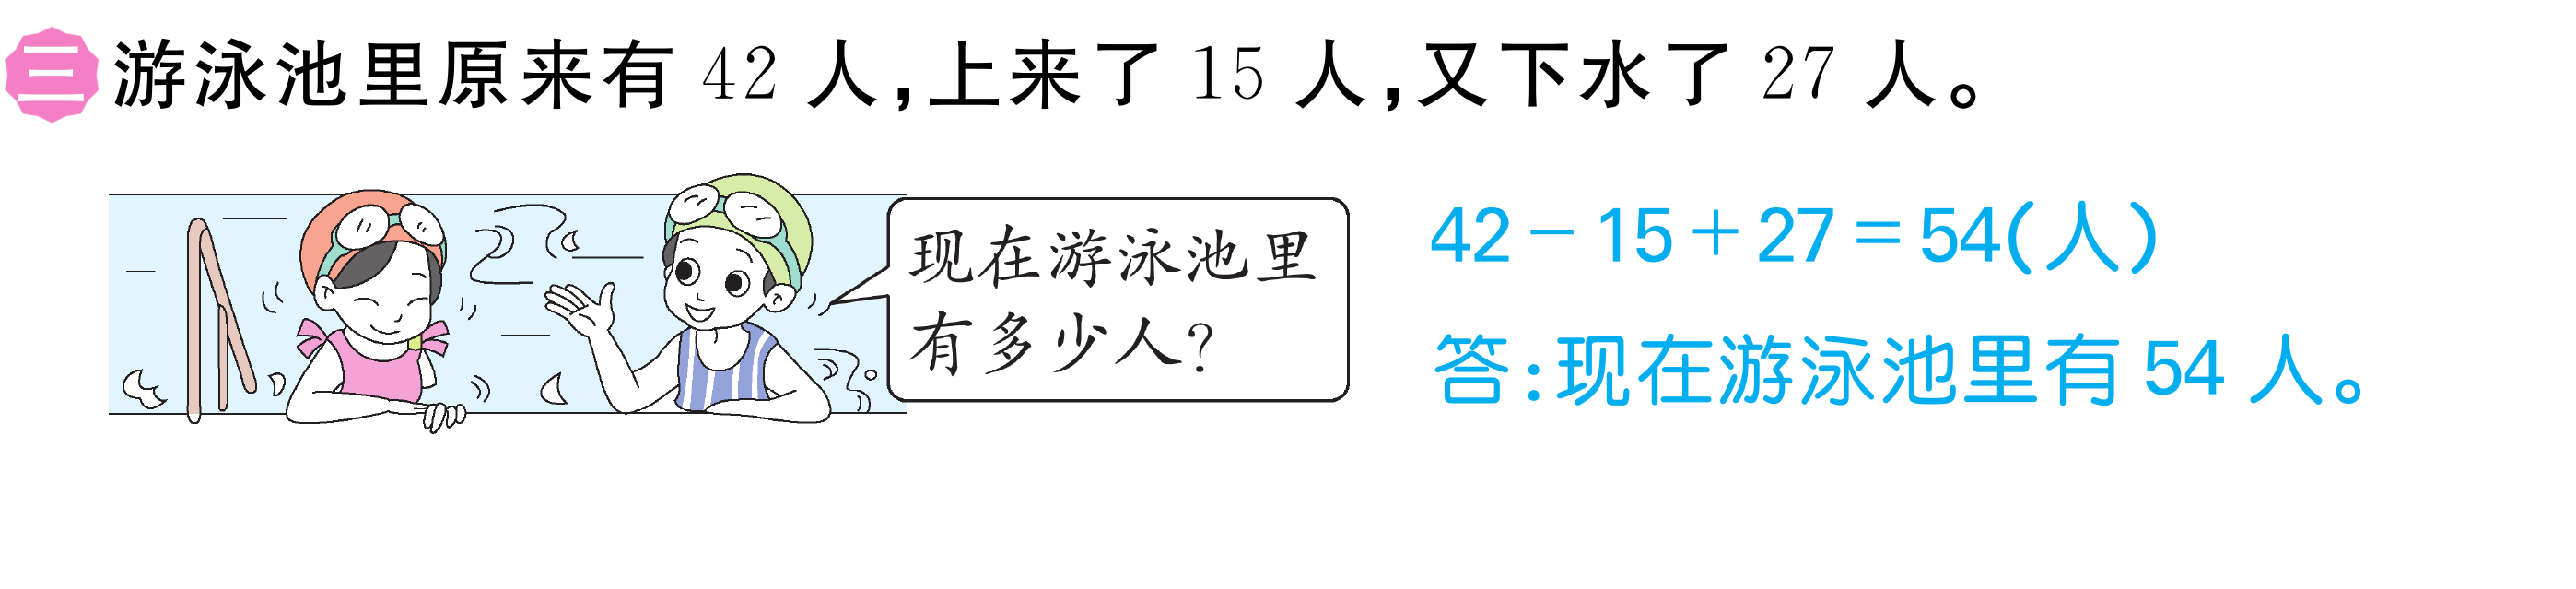 三 游泳池里原来有 42 人,上来了 15 人,又下水了 27 人。
现在游泳池里
有多少人?
42-15+27=54(人)
答:现在游泳池里有 54 人。